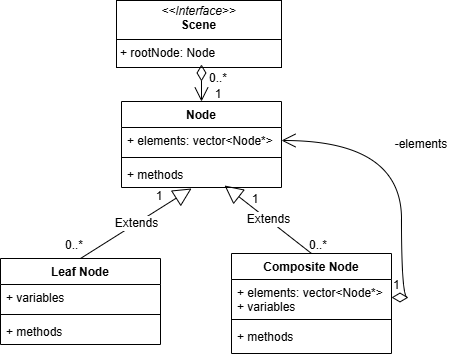 <<Interface>>
Scene
+ rootNode: Node
0..*
1
Node
+ elements: vector<Node*>
+ methods
-elements
1
1
Extends
Extends
0..*
0..*
Leaf Node
+ variables
+ methods
Composite Node
+ elements: vector<Node*>
+ variables
+ methods
1